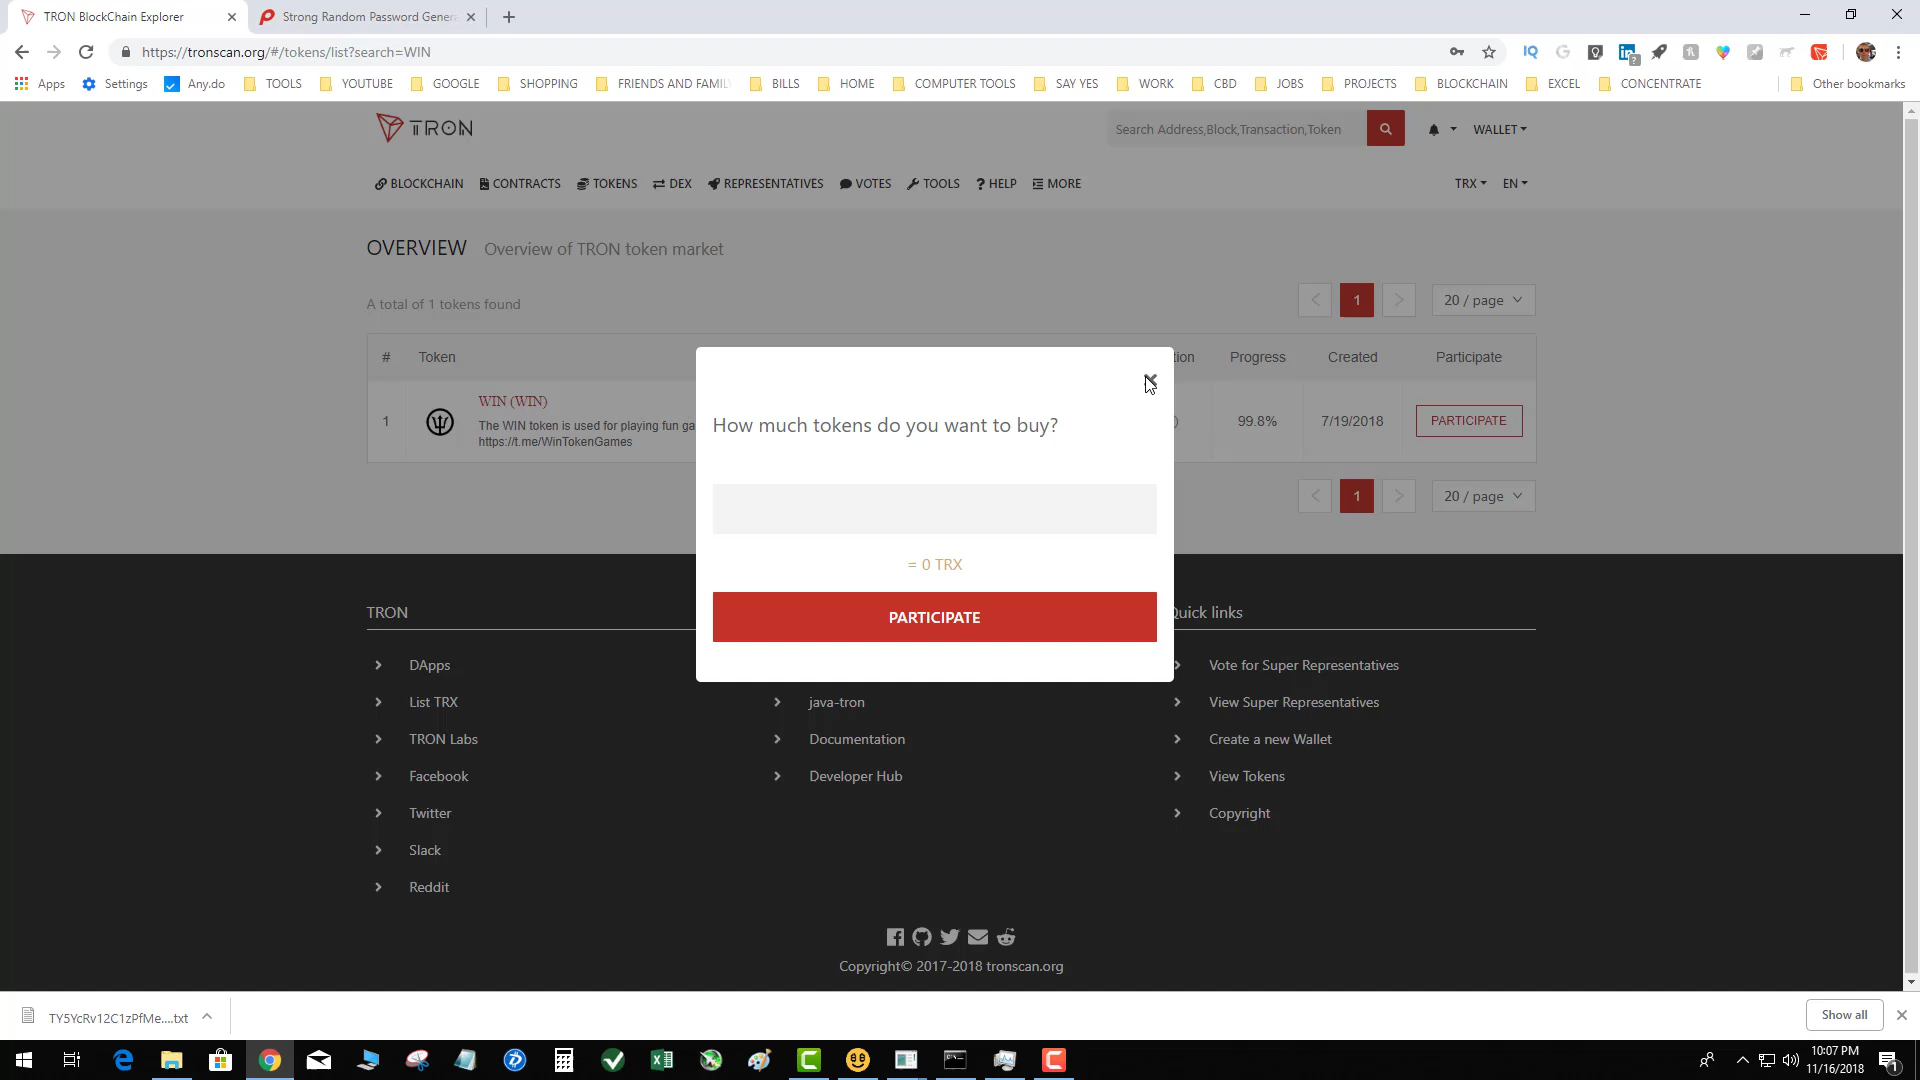 TRON BlockChain Explorer
Strong Random Password Genera
https://tronscan.org/#/tokens/list?search=WIN
Apps
Settings
Any.do
TOOLS
YOUTUBE
GOOGLE
SHOPPING
FRIENDS AND FAMIL
BILLS
HOME
COMPUTER TOOLS
SAY YES
WORK
CBD
JOBS
PROJECTS
BLOCKCHAIN
EXCEL
CONCENTRATE
Other bookmarks
TRON
Search Address,Block,Transaction,Token
WALLET
BLOCKCHAIN
CONTRACTS
TOKENS
DEX
REPRESENTATIVES
VOTES
TOOLS
HELP
MORE
TRX
EN
OVERVIEW Overview of TRON token market
A total of 1 tokens found
1
20 / page
# Token
tion
Progress
Created
Participate
1
WIN (WIN)
The WIN token is used for playing fun ga
https://t.me/WinTokenGames
)
99.8%
7/19/2018
PARTICIPATE
How much tokens do you want to buy?
= 0 TRX
PARTICIPATE
1
20 / page
TRON
DApps
List TRX
TRON Labs
Facebook
Twitter
Slack
Reddit
java-tron
Documentation
Developer Hub
Quick links
Vote for Super Representatives
View Super Representatives
Create a new Wallet
View Tokens
Copyright
Copyright© 2017-2018 tronscan.org
TY5YcRv12C1zPfMe....txt
Show all
10:07 PM
11/16/2018
1